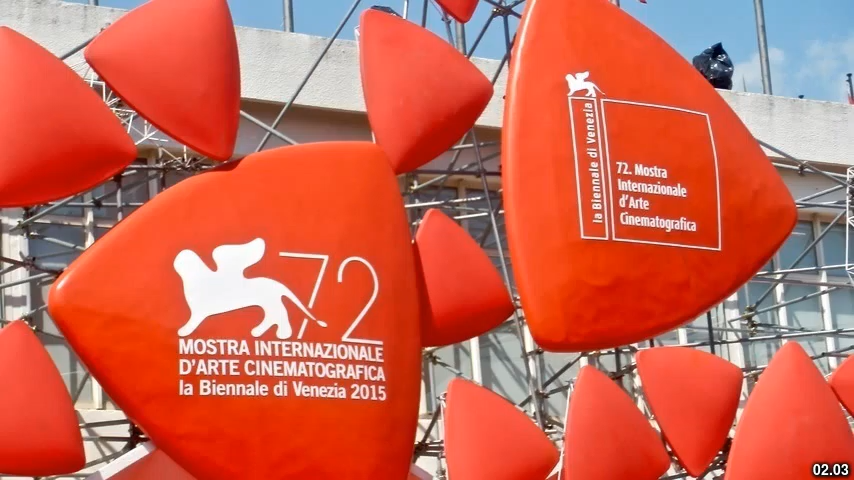 72
MOSTRA INTERNAZIONALE
D'ARTE CINEMATOGRAFICA
la Biennale di Venezia 2015
la Biennale di Venezia
72. Mostra
Internazionale
d'Arte
Cinematografica
02.03